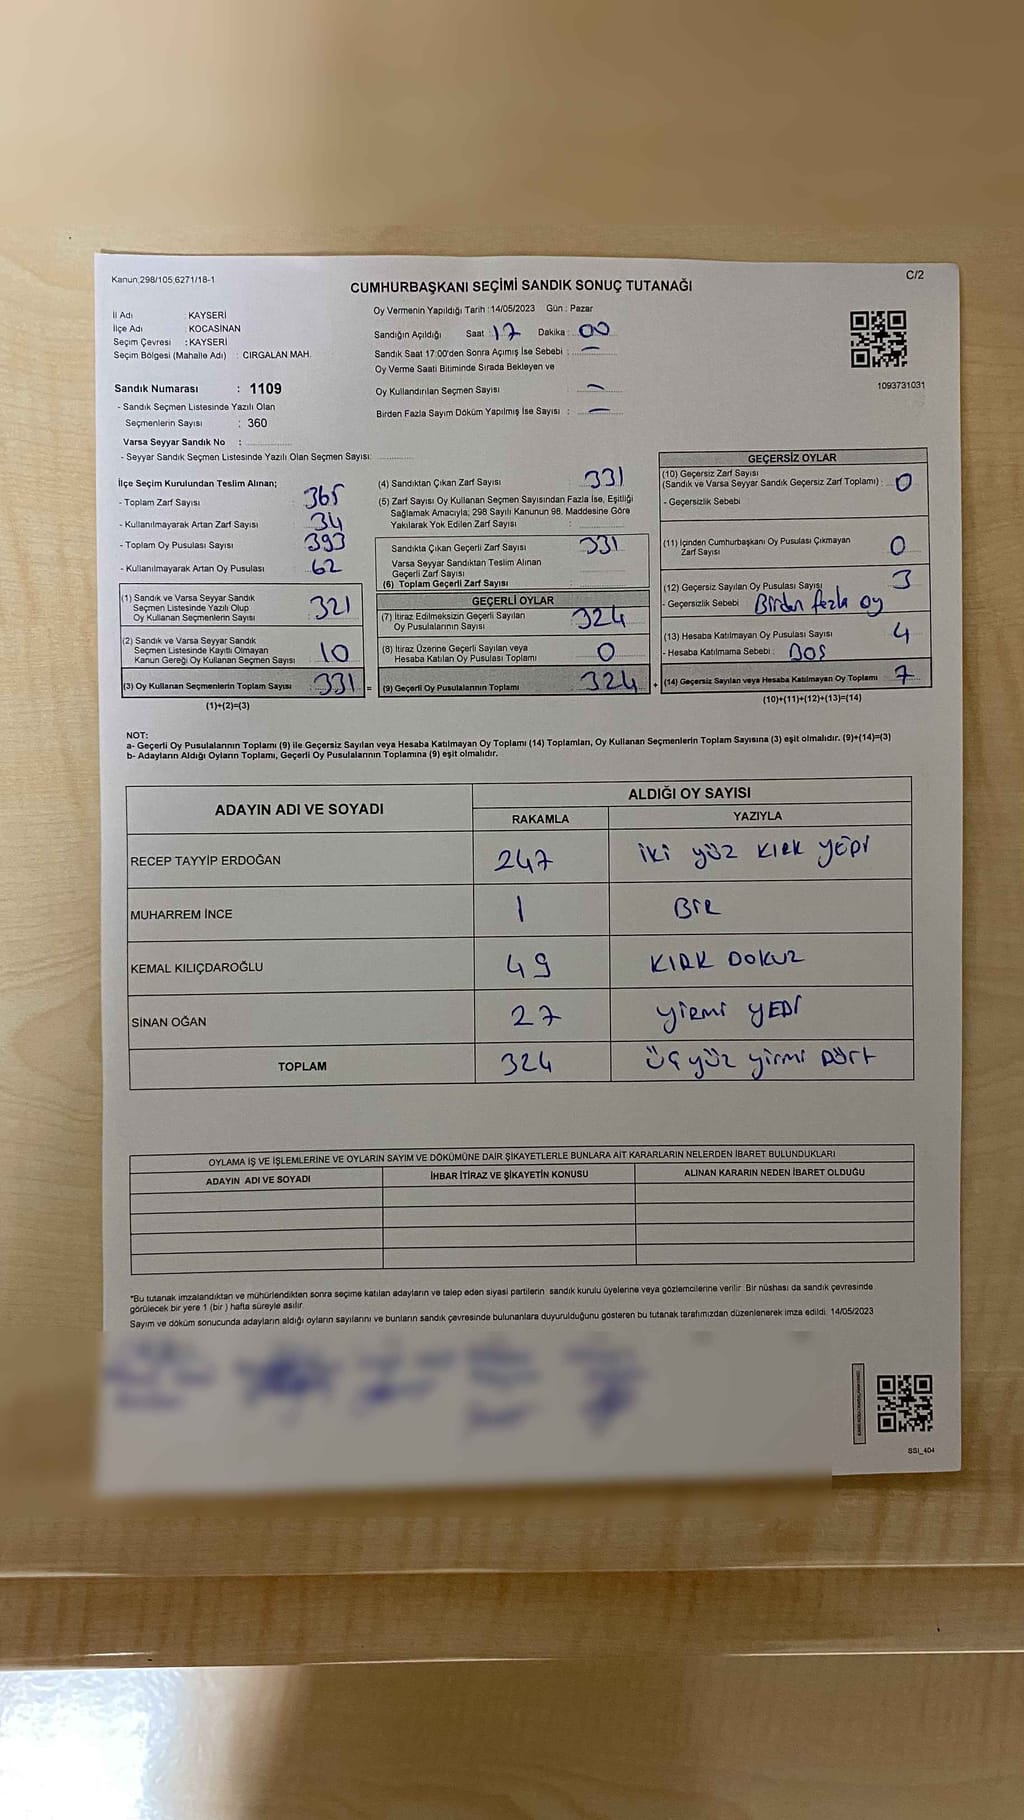 Kanun;298/105,6271/18-1
C/2
CUMHURBAŞKANI SEÇİMİ SANDIK SONUÇ TUTANAĞI
İl Adı : KAYSERİ
İlçe Adı : KOCASİNAN
Seçim Çevresi : KAYSERİ
Seçim Bölgesi (Mahalle Adı) : CIRGALAN MAH.
Sandık Numarası : 1109
- Sandık Seçmen Listesinde Yazılı Olan
Seçmenlerin Sayısı : 360
Varsa Seyyar Sandık No :
- Seyyar Sandık Seçmen Listesinde Yazılı Olan Seçmen Sayısı:
Oy Vermenin Yapıldığı Tarih :14/05/2023 Gün : Pazar
Sandığın Açıldığı Saat : 17 Dakika : 00
Sandık Saat 17:00'den Sonra Açımış İse Sebebi : —
Oy Verme Saati Bitiminde Sırada Bekleyen ve
Oy Kullandırılan Seçmen Sayısı : —
Birden Fazla Sayım Döküm Yapılmış İse Sayısı : —
1093731031
İlçe Seçim Kurulundan Teslim Alınan;
- Toplam Zarf Sayısı : 365
- Kullanılmayarak Artan Zarf Sayısı : 34
- Toplam Oy Pusulası Sayısı : 393
- Kullanılmayarak Artan Oy Pusulası : 62
(1) Sandık ve Varsa Seyyar Sandık
Seçmen Listesinde Yazılı Olup
Oy Kullanan Seçmenlerin Sayısı 321
(2) Sandık ve Varsa Seyyar Sandık
Seçmen Listesinde Kayıtlı Olmayan
Kanun Gereği Oy Kullanan Seçmen Sayısı 10
(3) Oy Kullanan Seçmenlerin Toplam Sayısı 331 =
(1)+(2)=(3)
(4) Sandıktan Çıkan Zarf Sayısı : 331
(5) Zarf Sayısı Oy Kullanan Seçmen Sayısından Fazla İse, Eşitliği
Sağlamak Amacıyla; 298 Sayılı Kanunun 98. Maddesine Göre
Yakılarak Yok Edilen Zarf Sayısı :
Sandıkta Çıkan Geçerli Zarf Sayısı : 331
Varsa Seyyar Sandıktan Teslim Alınan
Geçerli Zarf Sayısı
(6) Toplam Geçerli Zarf Sayısı
GEÇERLİ OYLAR
(7) İtiraz Edilmeksizin Geçerli Sayılan
Oy Pusulalarının Sayısı 324
(8) İtiraz Üzerine Geçerli Sayılan veya
Hesaba Katılan Oy Pusulası Toplamı 0
(9) Geçerli Oy Pusulalarının Toplamı 324 +
GEÇERSİZ OYLAR
(10) Geçersiz Zarf Sayısı
(Sandık ve Varsa Seyyar Sandık Geçersiz Zarf Toplamı) : 0
- Geçersizlik Sebebi
(11) İçinden Cumhurbaşkanı Oy Pusulası Çıkmayan
Zarf Sayısı 0
(12) Geçersiz Sayılan Oy Pusulası Sayısı 3
- Geçersizlik Sebebi Birden fazla oy
(13) Hesaba Katılmayan Oy Pusulası Sayısı 4
- Hesaba Katılmama Sebebi : BOŞ
(14) Geçersiz Sayılan veya Hesaba Katılmayan Oy Toplamı 7
(10)+(11)+(12)+(13)=(14)
NOT:
a- Geçerli Oy Pusulalarının Toplamı (9) ile Geçersiz Sayılan veya Hesaba Katılmayan Oy Toplamı (14) Toplamları, Oy Kullanan Seçmenlerin Toplam Sayısına (3) eşit olmalıdır. (9)+(14)=(3)
b- Adayların Aldığı Oyların Toplamı, Geçerli Oy Pusulalarının Toplamına (9) eşit olmalıdır.
ADAYIN ADI VE SOYADI ALDIĞI OY SAYISI
RAKAMLA YAZIYLA
RECEP TAYYİP ERDOĞAN 247 iki yüz KIRK YEDİ
MUHARREM İNCE 1 BİR
KEMAL KILIÇDAROĞLU 49 KIRK DOKUZ
SİNAN OĞAN 27 yirmi YEDİ
TOPLAM 324 üç yüz yirmi Dört
OYLAMA İŞ VE İŞLEMLERİNE VE OYLARIN SAYIM VE DÖKÜMÜNE DAİR ŞİKAYETLERLE BUNLARA AİT KARARLARIN NELERDEN İBARET BULUNDUKLARI
ADAYIN ADI VE SOYADI İHBAR İTİRAZ VE ŞİKAYETİN KONUSU ALINAN KARARIN NEDEN İBARET OLDUĞU
*Bu tutanak imzalandıktan ve mühürlendikten sonra seçime katılan adayların ve talep eden siyasi partilerin sandık kurulu üyelerine veya gözlemcilerine verilir. Bir nüshası da sandık çevresinde
görülecek bir yere 1 (bir ) hafta süreyle asılır.
Sayım ve döküm sonucunda adayların aldığı oyların sayılarını ve bunların sandık çevresinde bulunanlara duyurulduğunu gösteren bu tutanak tarafımızdan düzenlenerek imza edildi. 14/05/2023
SSI_404